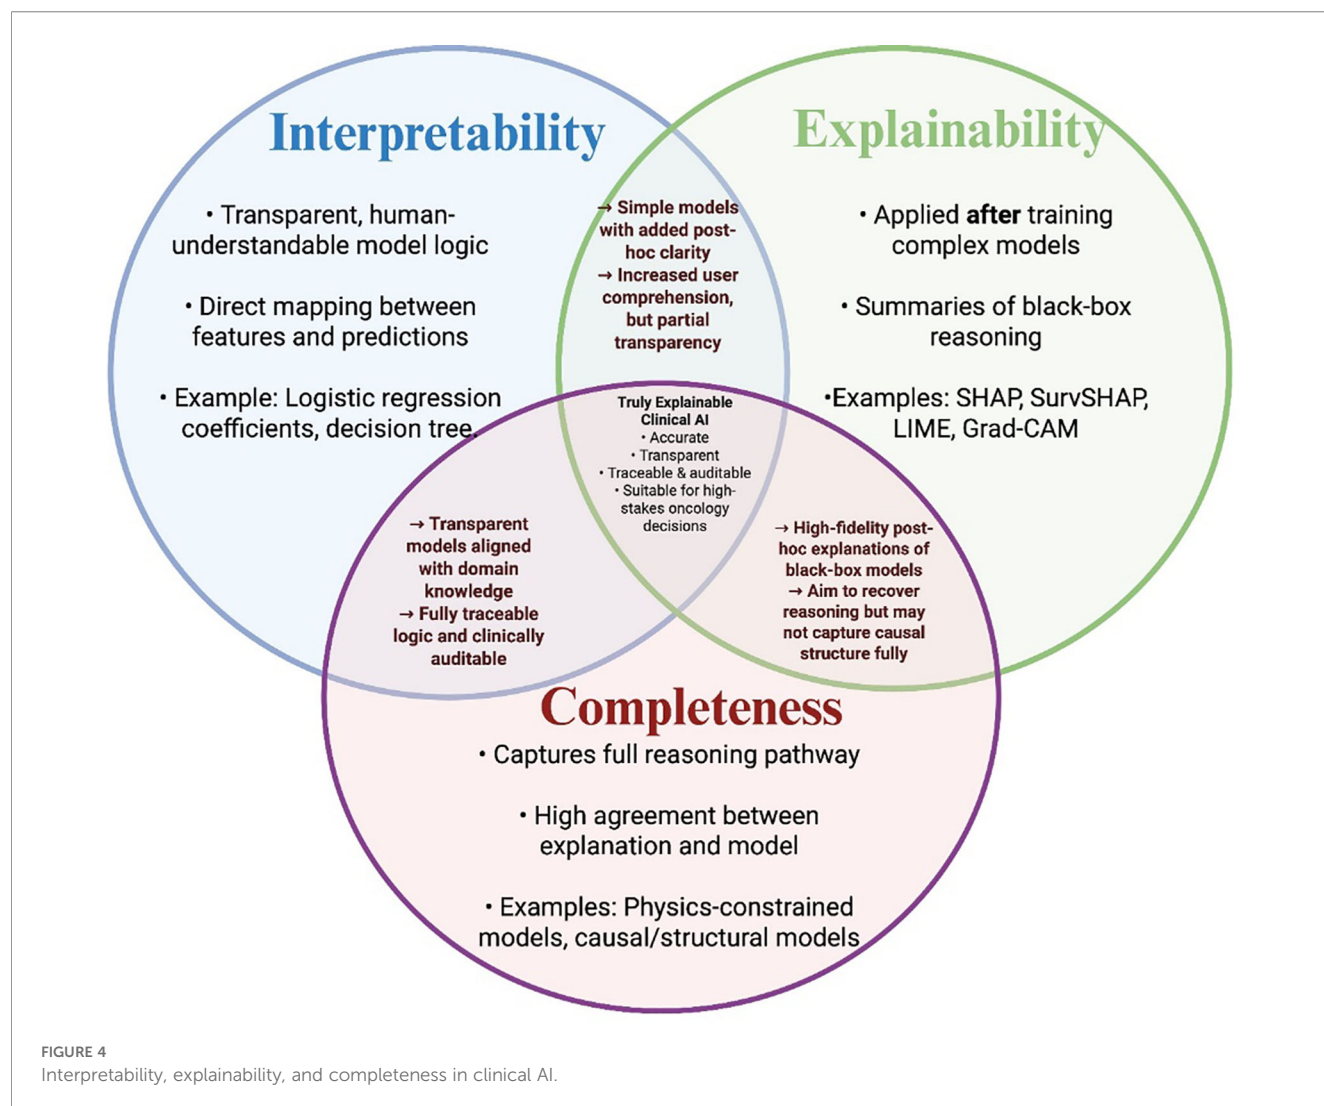 Interpretability
• Transparent, human-
understandable model logic
• Direct mapping between
features and predictions
• Example: Logistic regression
coefficients, decision tree.
Explainability
• Applied after training
complex models
• Summaries of black-box
reasoning
•Examples: SHAP, SurvSHAP,
LIME, Grad-CAM
→ Simple models
with added post-
hoc clarity
→ Increased user
comprehension,
but partial
transparency
Truly Explainable
Clinical AI
• Accurate
• Transparent
• Traceable & auditable
• Suitable for high-
stakes oncology
decisions
→ Transparent
models aligned
with domain
knowledge
→ Fully traceable
logic and clinically
auditable
→ High-fidelity post-
hoc explanations of
black-box models
→ Aim to recover
reasoning but may
not capture causal
structure fully
Completeness
• Captures full reasoning pathway
• High agreement between
explanation and model
• Examples: Physics-constrained
models, causal/structural models
FIGURE 4
Interpretability, explainability, and completeness in clinical AI.